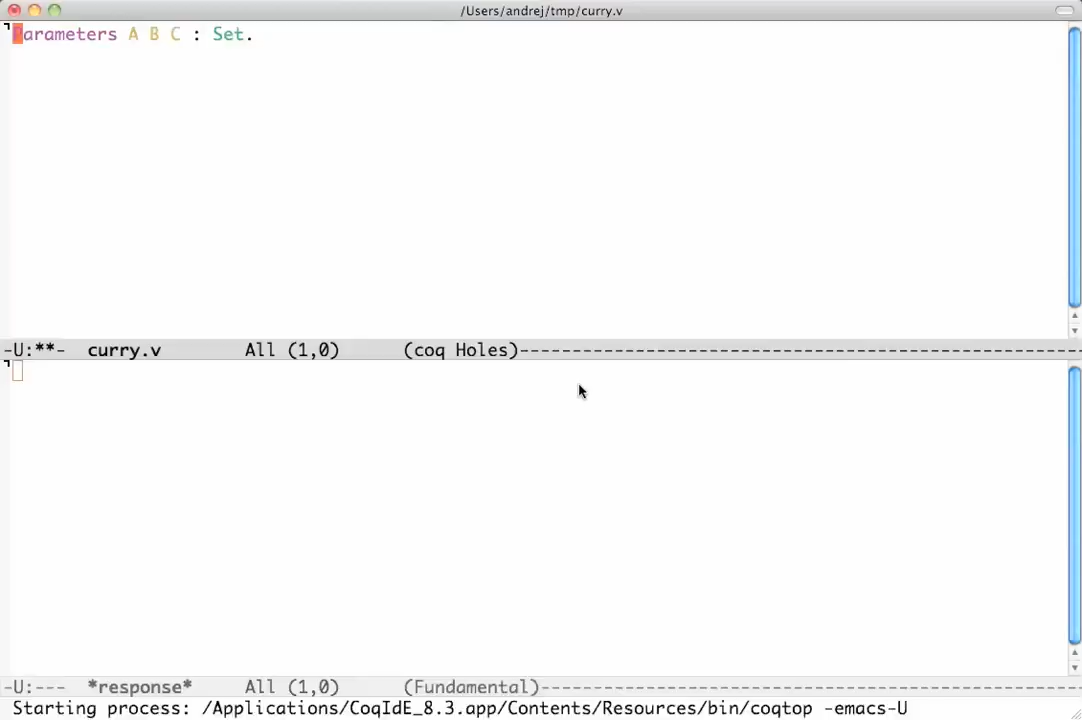 /Users/andrej/tmp/curry.v
Parameters A B C : Set.
-U:**-  curry.v        All (1,0)      (coq Holes)-----------------------------------------------------
-U:---  *response*     All (1,0)      (Fundamental)---------------------------------------------------
Starting process: /Applications/CoqIdE_8.3.app/Contents/Resources/bin/coqtop -emacs-U